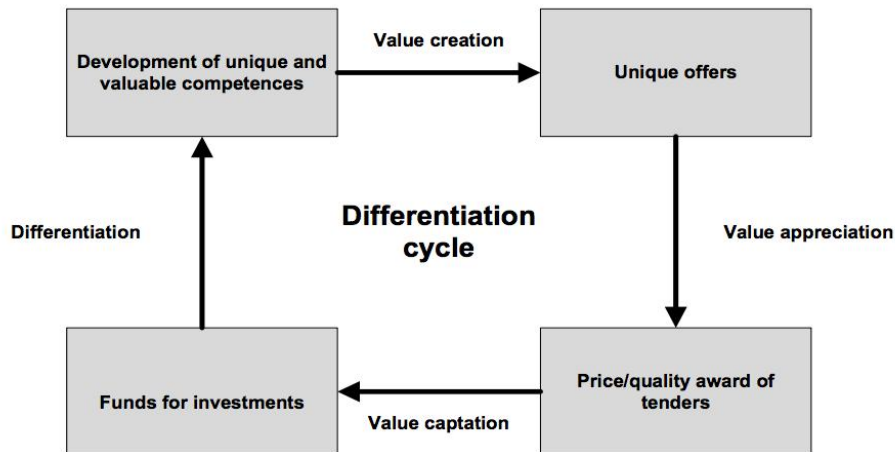 Development of unique and
valuable competences
Value creation
Unique offers
Differentiation
Differentiation
cycle
Value appreciation
Funds for investments
Value captation
Price/quality award of
tenders